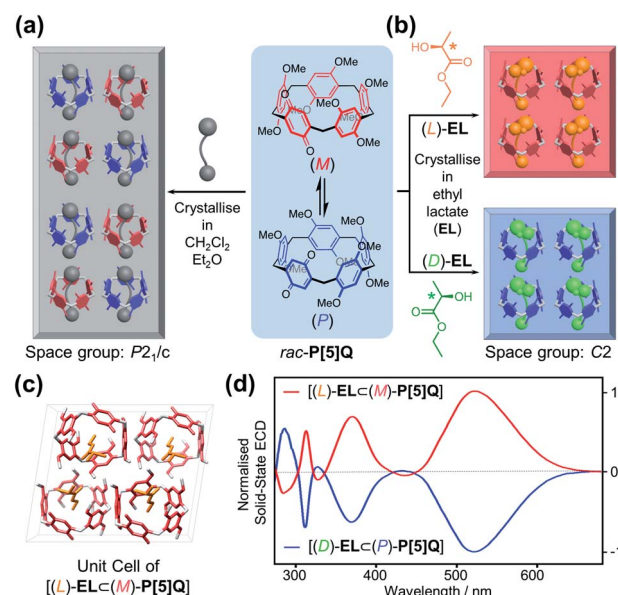 (a)
Crystallise
in
CH2Cl2
Et2O
Space group: P21/c
OMe
MeO
OMe
O
MeO
MeO
MeO
OMe
O
(M)
OMe
MeO
OMe
OMe
O
OMe
O
MeO
OMe
(P)
rac-P[5]Q
(b)
HO
*
O
O
(L)-EL
Crystallise
in
ethyl
lactate
(EL)
(D)-EL
*
OH
O
O
Space group: C2
(c)
Unit Cell of
[(L)-EL⊂(M)-P[5]Q]
(d)
Normalised
Solid-State ECD
[(L)-EL⊂(M)-P[5]Q]
[(D)-EL⊂(P)-P[5]Q]
1
0
-1
300
400
500
600
Wavelength / nm